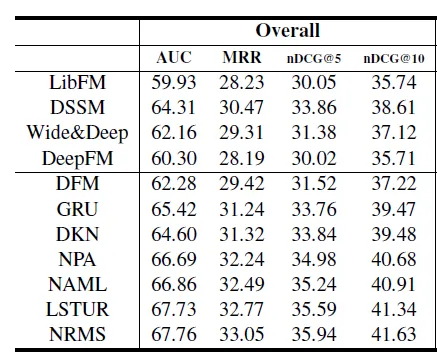 Overall
AUC MRR nDCG@5 nDCG@10
LibFM 59.93 28.23 30.05 35.74
DSSM 64.31 30.47 33.86 38.61
Wide&Deep 62.16 29.31 31.38 37.12
DeepFM 60.30 28.19 30.02 35.71
DFM 62.28 29.42 31.52 37.22
GRU 65.42 31.24 33.76 39.47
DKN 64.60 31.32 33.84 39.48
NPA 66.69 32.24 34.98 40.68
NAML 66.86 32.49 35.24 40.91
LSTUR 67.73 32.77 35.59 41.34
NRMS 67.76 33.05 35.94 41.63